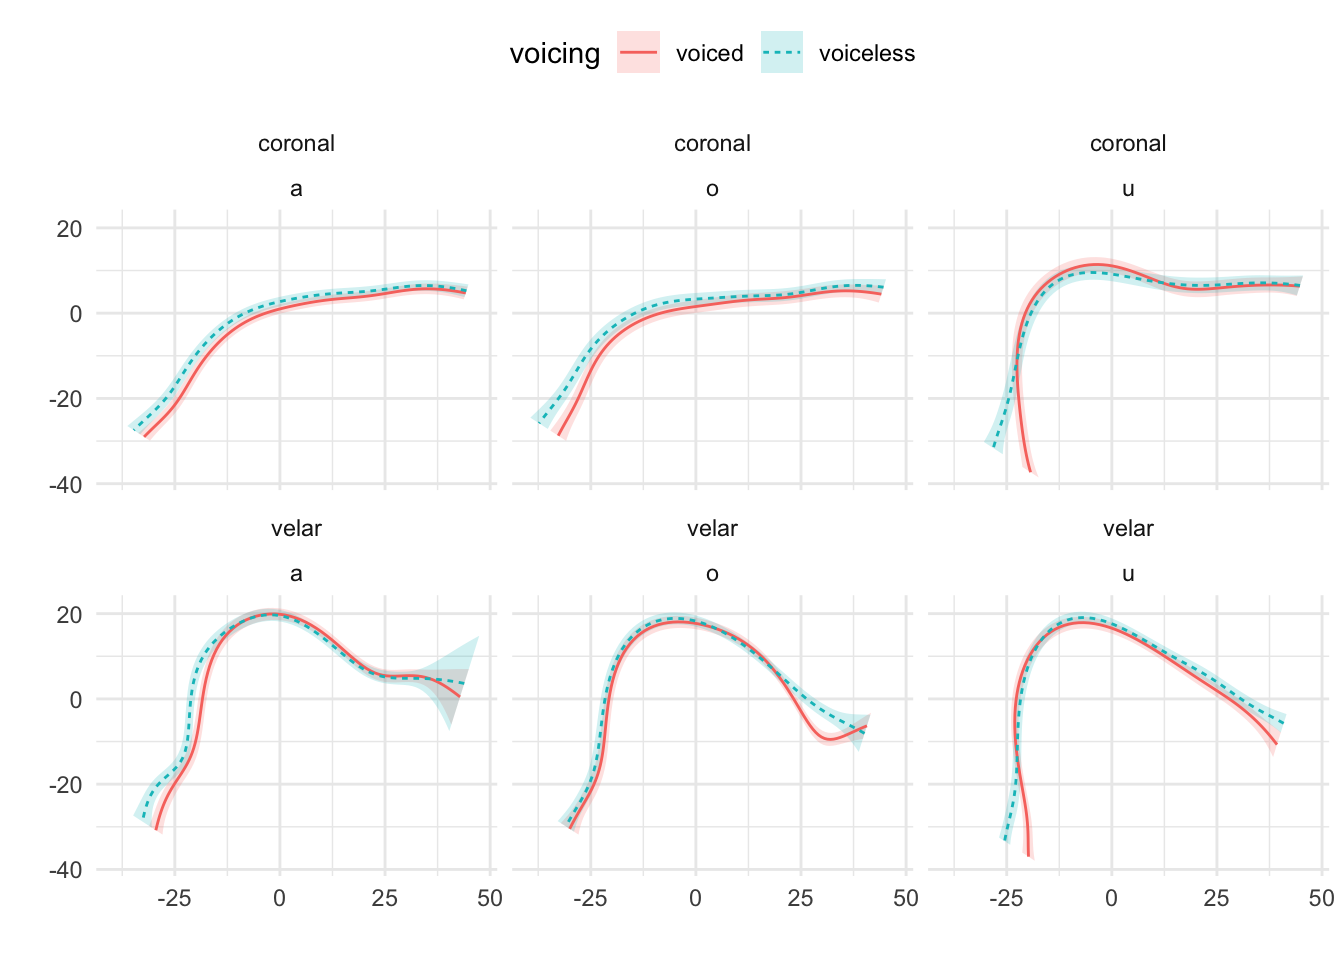 voicing voiced voiceless
coronal coronal coronal
a o u
20
0
-20
-40
velar velar velar
a o u
20
0
-20
-40
-25 0 25 50 -25 0 25 50 -25 0 25 50